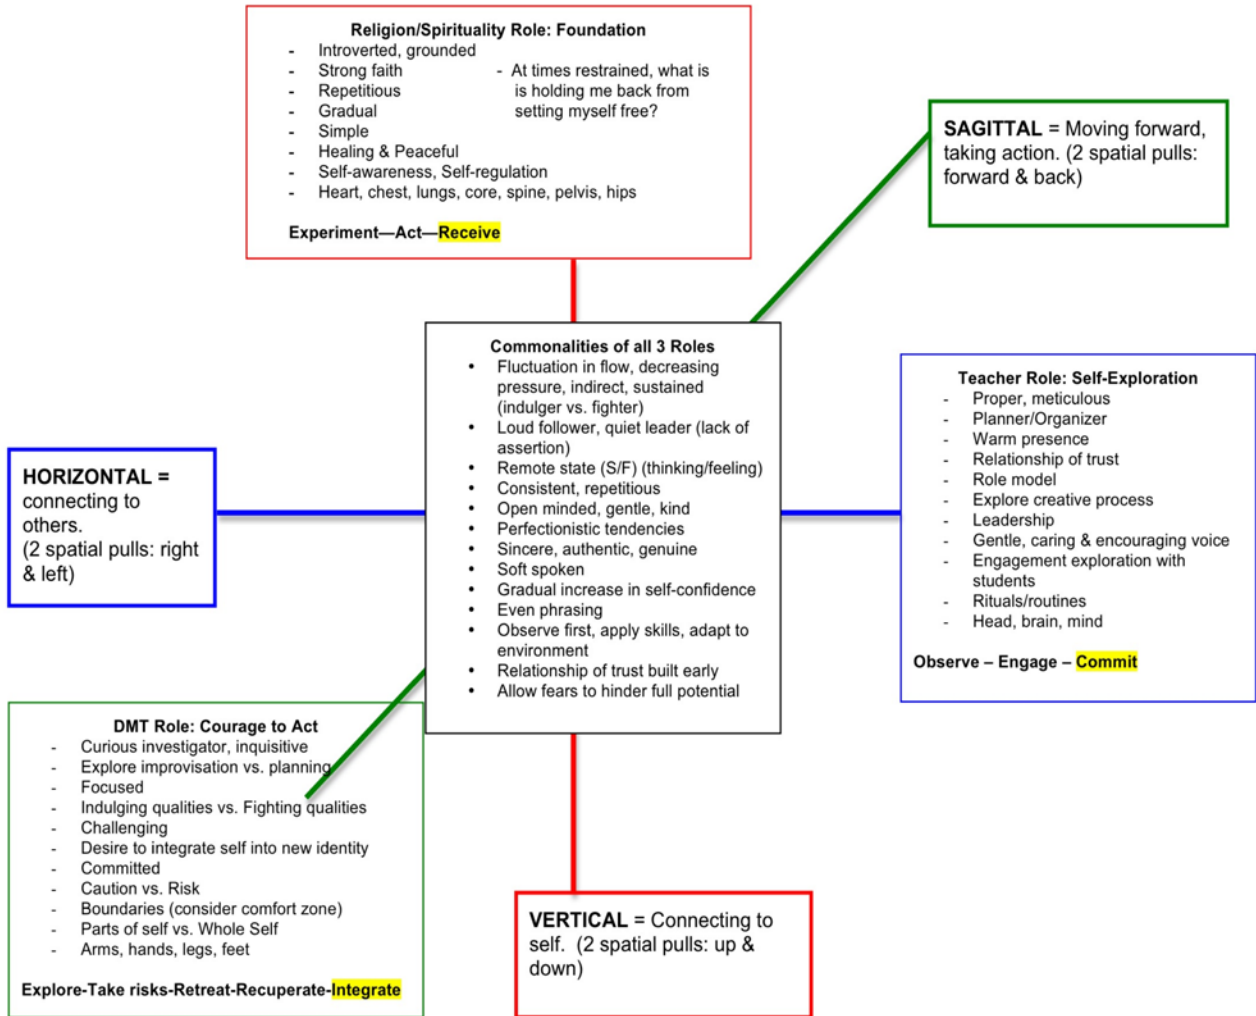 Religion/Spirituality Role: Foundation
- Introverted, grounded
- Strong faith
- Repetitious
- Gradual
- Simple
- Healing & Peaceful
- Self-awareness, Self-regulation
- Heart, chest, lungs, core, spine, pelvis, hips
- At times restrained, what is
is holding me back from
setting myself free?
Experiment—Act—Receive
SAGITTAL = Moving forward,
taking action. (2 spatial pulls:
forward & back)
Commonalities of all 3 Roles
• Fluctuation in flow, decreasing
pressure, indirect, sustained
(indulger vs. fighter)
• Loud follower, quiet leader (lack of
assertion)
• Remote state (S/F) (thinking/feeling)
• Consistent, repetitious
• Open minded, gentle, kind
• Perfectionistic tendencies
• Sincere, authentic, genuine
• Soft spoken
• Gradual increase in self-confidence
• Even phrasing
• Observe first, apply skills, adapt to
environment
• Relationship of trust built early
• Allow fears to hinder full potential
Teacher Role: Self-Exploration
- Proper, meticulous
- Planner/Organizer
- Warm presence
- Relationship of trust
- Role model
- Explore creative process
- Leadership
- Gentle, caring & encouraging voice
- Engagement exploration with
students
- Rituals/routines
- Head, brain, mind
Observe – Engage – Commit
HORIZONTAL =
connecting to
others.
(2 spatial pulls: right
& left)
DMT Role: Courage to Act
- Curious investigator, inquisitive
- Explore improvisation vs. planning
- Focused
- Indulging qualities vs. Fighting qualities
- Challenging
- Desire to integrate self into new identity
- Committed
- Caution vs. Risk
- Boundaries (consider comfort zone)
- Parts of self vs. Whole Self
- Arms, hands, legs, feet
Explore-Take risks-Retreat-Recuperate-Integrate
VERTICAL = Connecting to
self. (2 spatial pulls: up &
down)